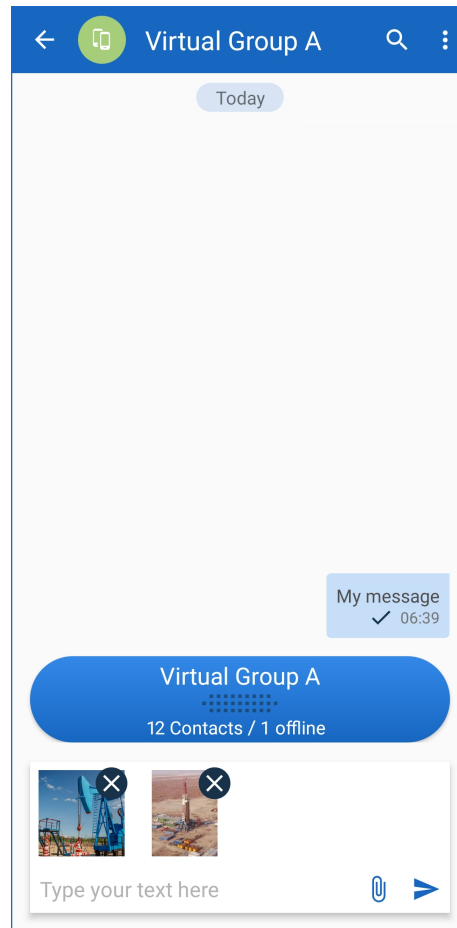 Virtual Group A
Today
My message
06:39
Virtual Group A
12 Contacts / 1 offline
Type your text here